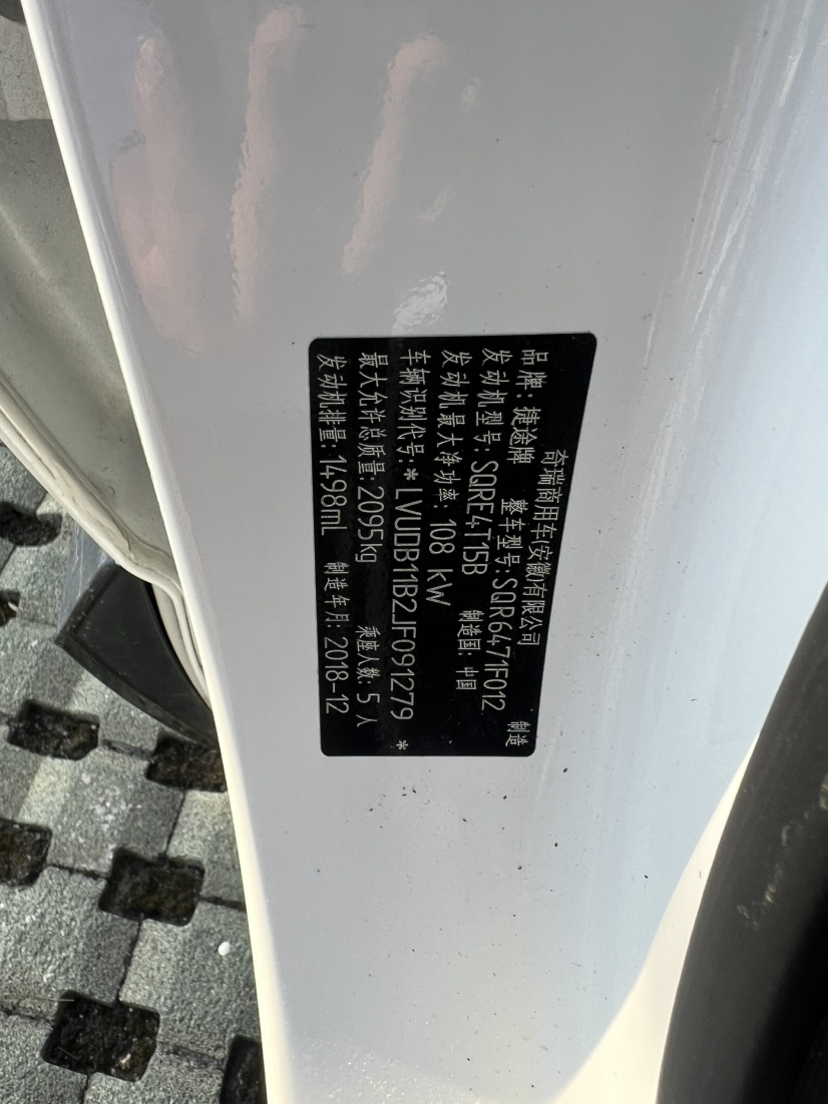 奇瑞商用车(安徽)有限公司 制造
品牌:捷途牌 整车型号:SQR6471F012
发动机型号:SQRE4T15B 制造国:中国
发动机最大净功率:108 kW
车辆识别代号:*LVUDB11B2JF091279*
最大允许总质量:2095kg 乘座人数:5人
发动机排量:1498mL 制造年月:2018-12